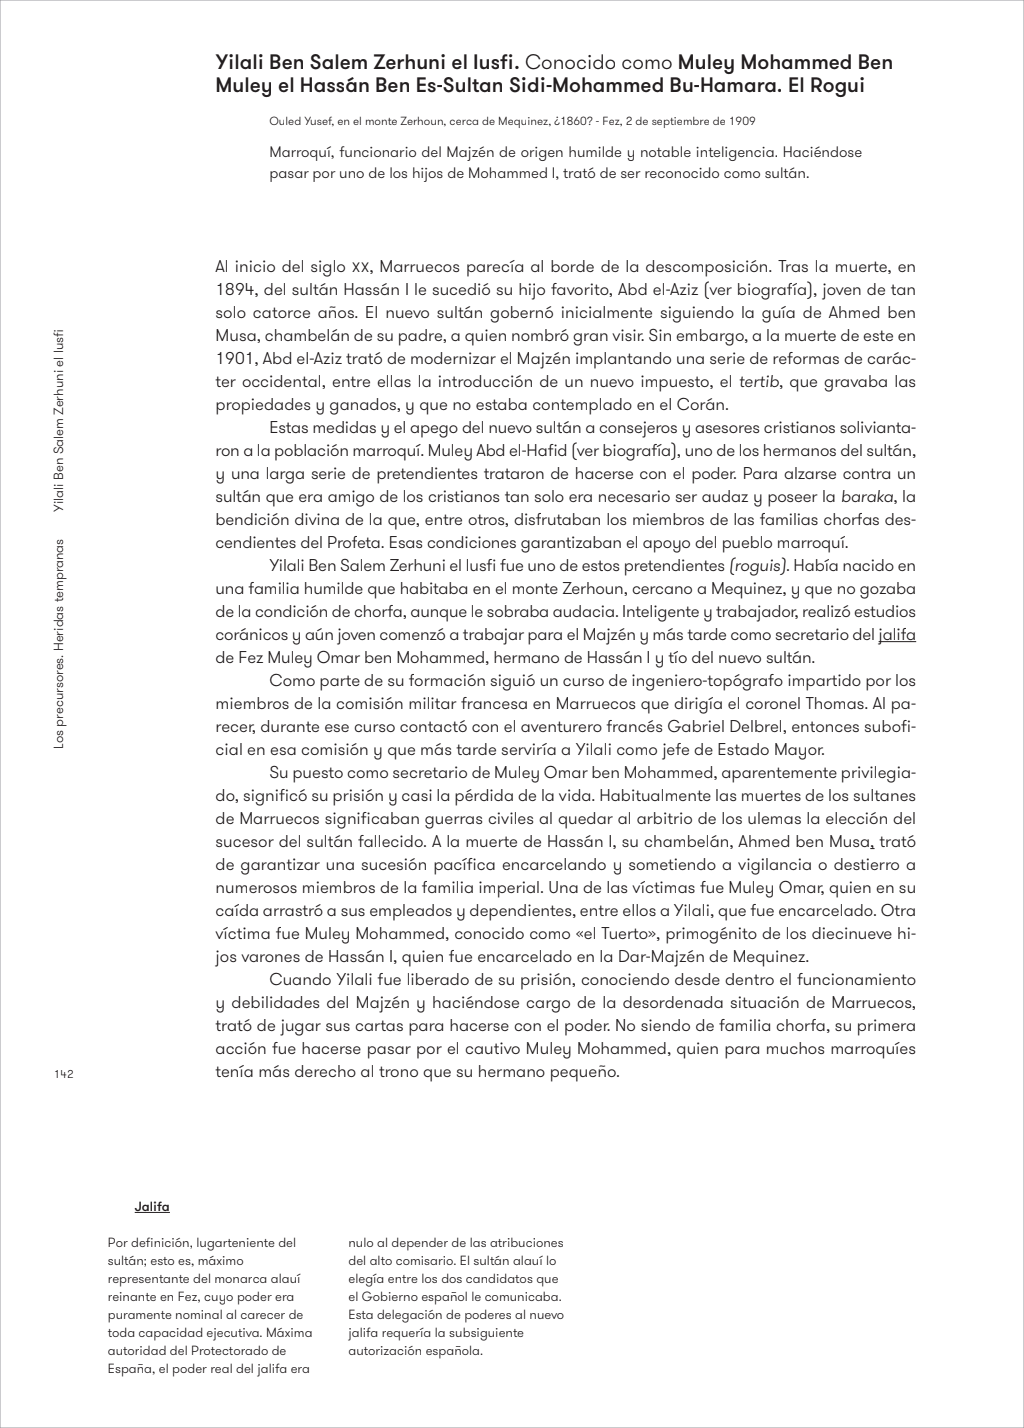 Yilali Ben Salem Zerhuni el Iusfi. Conocido como Muley Mohammed Ben
Muley el Hassán Ben Es-Sultan Sidi-Mohammed Bu-Hamara. El Rogui
Ouled Yusef, en el monte Zerhoun, cerca de Mequinez, ¿1860? - Fez, 2 de septiembre de 1909
Marroquí, funcionario del Majzén de origen humilde y notable inteligencia. Haciéndose
pasar por uno de los hijos de Mohammed I, trató de ser reconocido como sultán.
Al inicio del siglo XX, Marruecos parecía al borde de la descomposición. Tras la muerte, en
1894, del sultán Hassán I le sucedió su hijo favorito, Abd el-Aziz (ver biografía), joven de tan
solo catorce años. El nuevo sultán gobernó inicialmente siguiendo la guía de Ahmed ben
Musa, chambelán de su padre, a quien nombró gran visir. Sin embargo, a la muerte de este en
1901, Abd el-Aziz trató de modernizar el Majzén implantando una serie de reformas de carác-
ter occidental, entre ellas la introducción de un nuevo impuesto, el tertib, que gravaba las
propiedades y ganados, y que no estaba contemplado en el Corán.
Estas medidas y el apego del nuevo sultán a consejeros y asesores cristianos solivianta-
ron a la población marroquí. Muley Abd el-Hafid (ver biografía), uno de los hermanos del sultán,
y una larga serie de pretendientes trataron de hacerse con el poder. Para alzarse contra un
sultán que era amigo de los cristianos tan solo era necesario ser audaz y poseer la baraka, la
bendición divina de la que, entre otros, disfrutaban los miembros de las familias chorfas des-
cendientes del Profeta. Esas condiciones garantizaban el apoyo del pueblo marroquí.
Yilali Ben Salem Zerhuni el Iusfi fue uno de estos pretendientes (roguis). Había nacido en
una familia humilde que habitaba en el monte Zerhoun, cercano a Mequinez, y que no gozaba
de la condición de chorfa, aunque le sobraba audacia. Inteligente y trabajador, realizó estudios
coránicos y aún joven comenzó a trabajar para el Majzén y más tarde como secretario del jalifa
de Fez Muley Omar ben Mohammed, hermano de Hassán I y tío del nuevo sultán.
Como parte de su formación siguió un curso de ingeniero-topógrafo impartido por los
miembros de la comisión militar francesa en Marruecos que dirigía el coronel Thomas. Al pa-
recer, durante ese curso contactó con el aventurero francés Gabriel Delbrel, entonces subofi-
cial en esa comisión y que más tarde serviría a Yilali como jefe de Estado Mayor.
Su puesto como secretario de Muley Omar ben Mohammed, aparentemente privilegia-
do, significó su prisión y casi la pérdida de la vida. Habitualmente las muertes de los sultanes
de Marruecos significaban guerras civiles al quedar al arbitrio de los ulemas la elección del
sucesor del sultán fallecido. A la muerte de Hassán I, su chambelán, Ahmed ben Musa, trató
de garantizar una sucesión pacífica encarcelando y sometiendo a vigilancia o destierro a
numerosos miembros de la familia imperial. Una de las víctimas fue Muley Omar, quien en su
caída arrastró a sus empleados y dependientes, entre ellos a Yilali, que fue encarcelado. Otra
víctima fue Muley Mohammed, conocido como «el Tuerto», primogénito de los diecinueve hi-
jos varones de Hassán I, quien fue encarcelado en la Dar-Majzén de Mequinez.
Cuando Yilali fue liberado de su prisión, conociendo desde dentro el funcionamiento
y debilidades del Majzén y haciéndose cargo de la desordenada situación de Marruecos,
trató de jugar sus cartas para hacerse con el poder. No siendo de familia chorfa, su primera
acción fue hacerse pasar por el cautivo Muley Mohammed, quien para muchos marroquíes
tenía más derecho al trono que su hermano pequeño.
Los precursores. Heridas tempranas Yilali Ben Salem Zerhuni el Iusfi
142
Jalifa
Por definición, lugarteniente del
sultán; esto es, máximo
representante del monarca alauí
reinante en Fez, cuyo poder era
puramente nominal al carecer de
toda capacidad ejecutiva. Máxima
autoridad del Protectorado de
España, el poder real del jalifa era
nulo al depender de las atribuciones
del alto comisario. El sultán alauí lo
elegía entre los dos candidatos que
el Gobierno español le comunicaba.
Esta delegación de poderes al nuevo
jalifa requería la subsiguiente
autorización española.